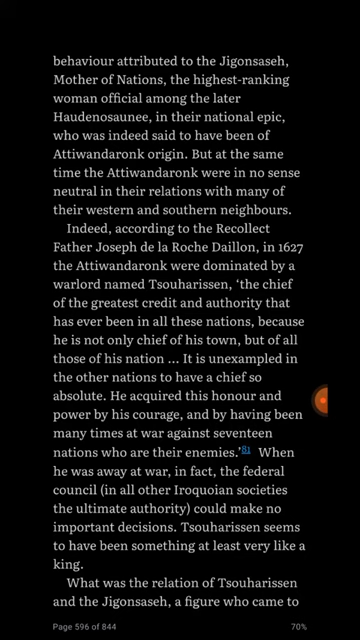 behaviour attributed to the Jigonsaseh,
Mother of Nations, the highest-ranking
woman official among the later
Haudenosaunee, in their national epic,
who was indeed said to have been of
Attiwandaronk origin. But at the same
time the Attiwandaronk were in no sense
neutral in their relations with many of
their western and southern neighbours.
Indeed, according to the Recollect
Father Joseph de la Roche Daillon, in 1627
the Attiwandaronk were dominated by a
warlord named Tsouharissen, ‘the chief
of the greatest credit and authority that
has ever been in all these nations, because
he is not only chief of his town, but of all
those of his nation … It is unexampled in
the other nations to have a chief so
absolute. He acquired this honour and
power by his courage, and by having been
many times at war against seventeen
nations who are their enemies.’81 When
he was away at war, in fact, the federal
council (in all other Iroquoian societies
the ultimate authority) could make no
important decisions. Tsouharissen seems
to have been something at least very like a
king.
What was the relation of Tsouharissen
and the Jigonsaseh, a figure who came to
Page 596 of 844 70%